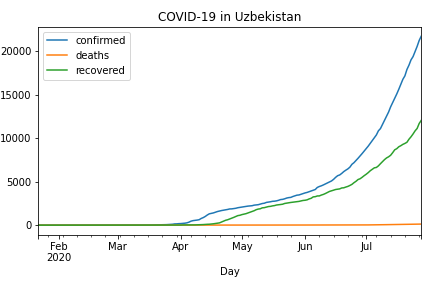 COVID-19 in Uzbekistan
confirmed
deaths
recovered
20000
15000
10000
5000
0
Feb Mar Apr May Jun Jul
2020
Day